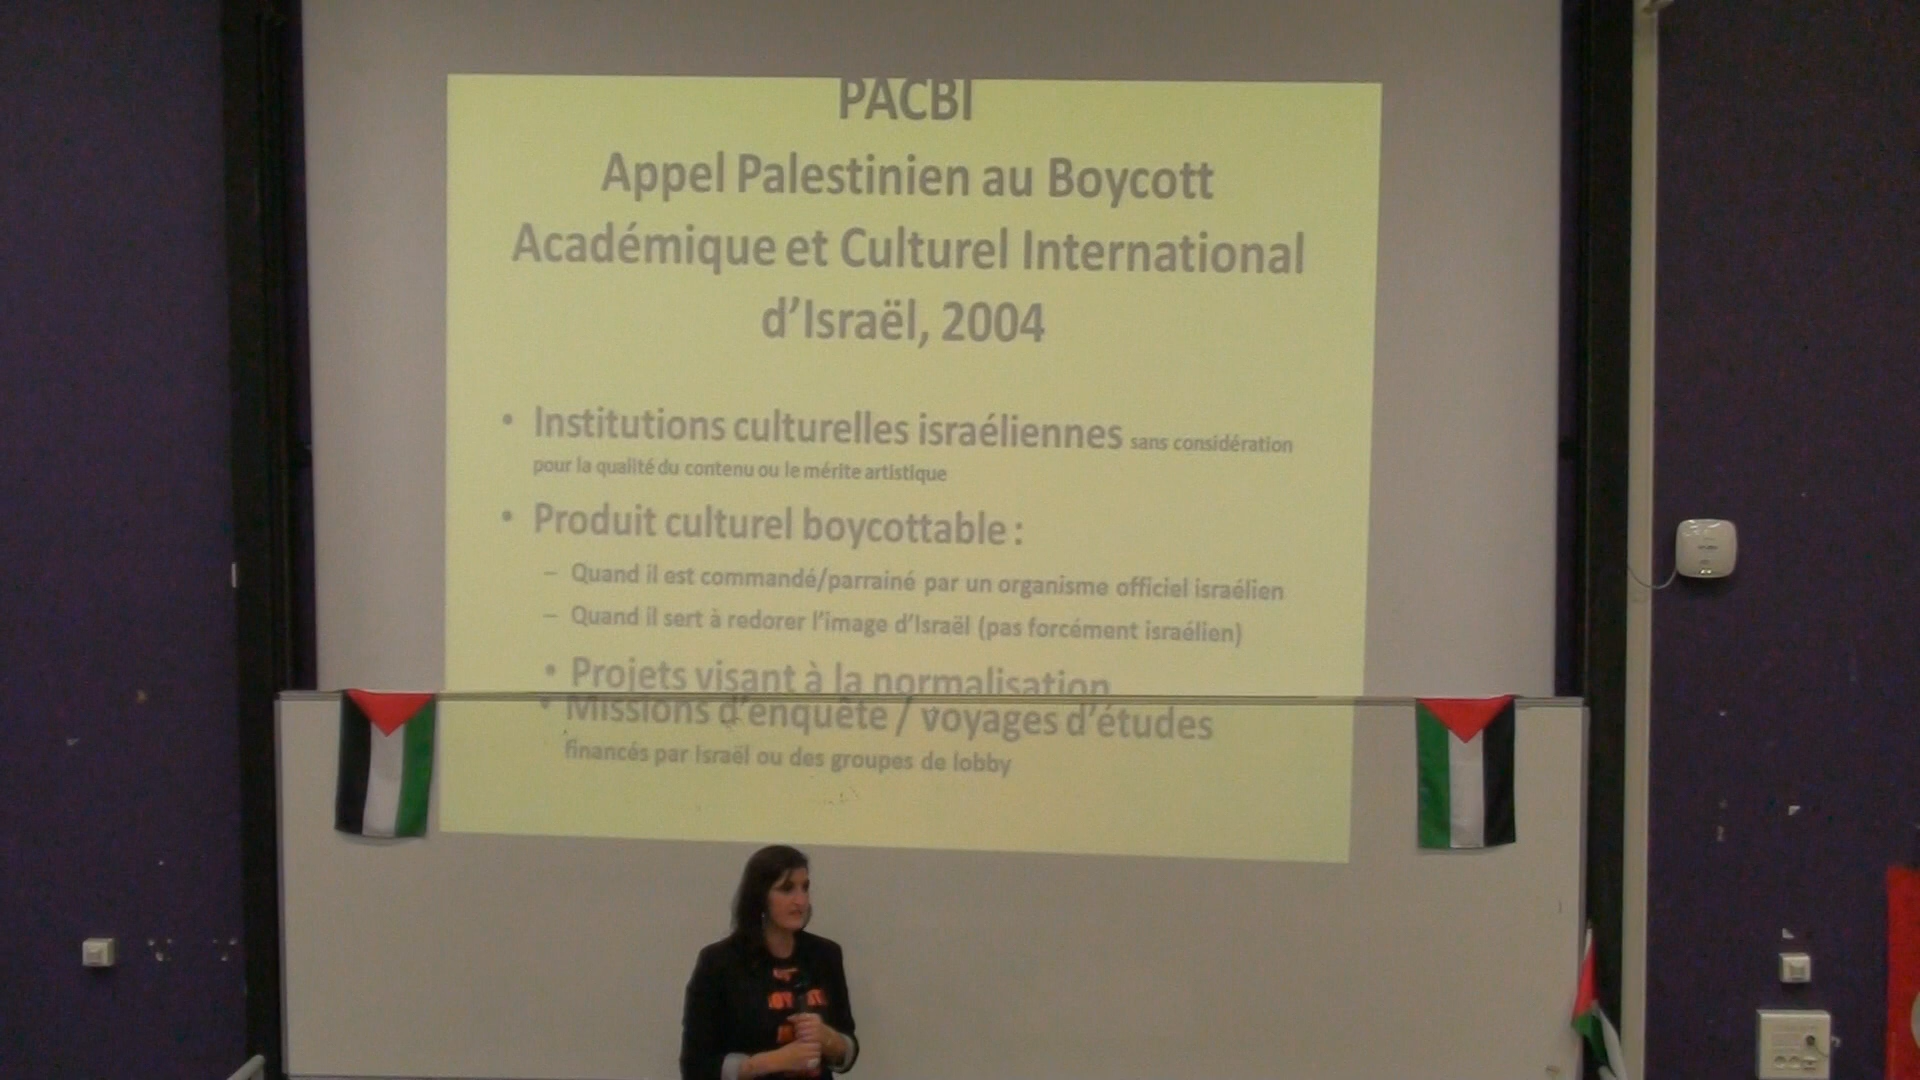 PACBI
Appel Palestinien au Boycott
Académique et Culturel International
d'Israël, 2004
• Institutions culturelles israéliennes sans considération
pour la qualité du contenu ou le mérite artistique
• Produit culturel boycottable :
– Quand il est commandé/parrainé par un organisme officiel israélien
– Quand il sert à redorer l'image d'Israël (pas forcément israélien)
• Projets visant à la normalisation
• Missions d'enquête / voyages d'études
financés par Israël ou des groupes de lobby